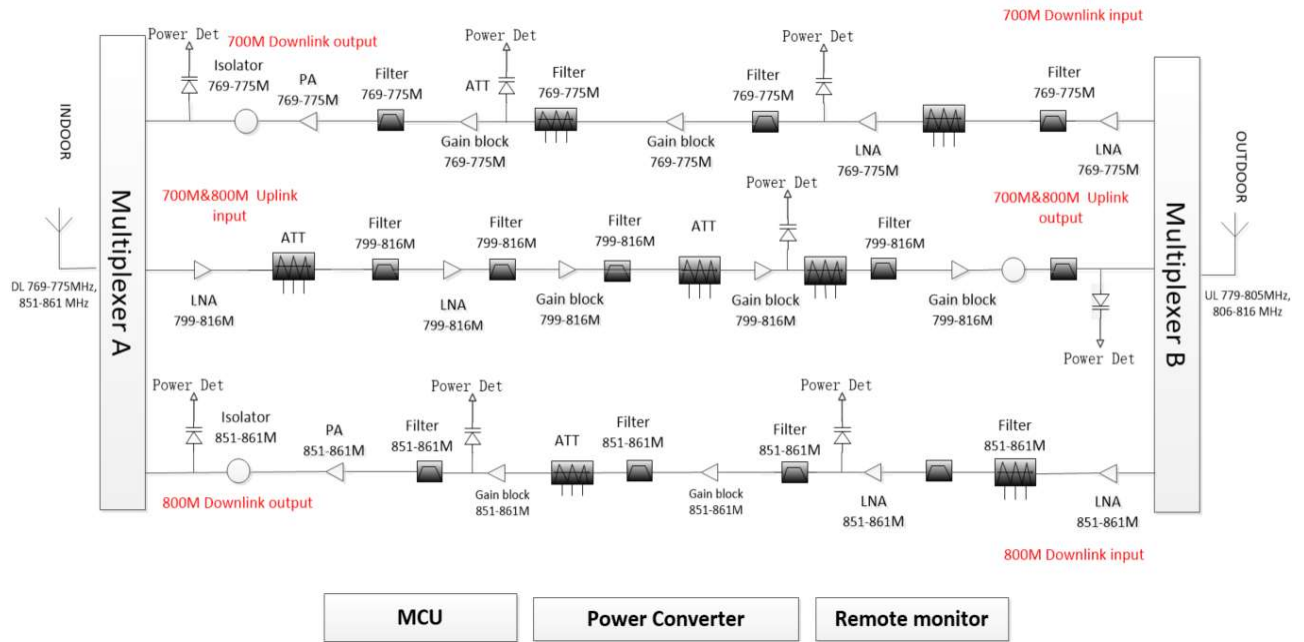 700M Downlink input
Power Det
700M Downlink output
Power Det
Power Det
Isolator
769-775M
PA
769-775M
Filter
769-775M
ATT
Filter
769-775M
Filter
769-775M
Filter
769-775M
Gain block
769-775M
Gain block
769-775M
LNA
769-775M
LNA
769-775M
INDOOR
OUTDOOR
Multiplexer A
Multiplexer B
700M&800M Uplink
input
ATT
Filter
799-816M
Filter
799-816M
Filter
799-816M
ATT
Power Det
Filter
799-816M
700M&800M Uplink
output
DL 769-775MHz,
851-861 MHz
LNA
799-816M
LNA
799-816M
Gain block
799-816M
Gain block
799-816M
Gain block
799-816M
UL 779-805MHz,
806-816 MHz
Power Det
Power Det
Power Det
Power Det
Isolator
851-861M
PA
851-861M
Filter
851-861M
ATT
Filter
851-861M
Filter
851-861M
Filter
851-861M
800M Downlink output
Gain block
851-861M
Gain block
851-861M
LNA
851-861M
LNA
851-861M
800M Downlink input
MCU
Power Converter
Remote monitor